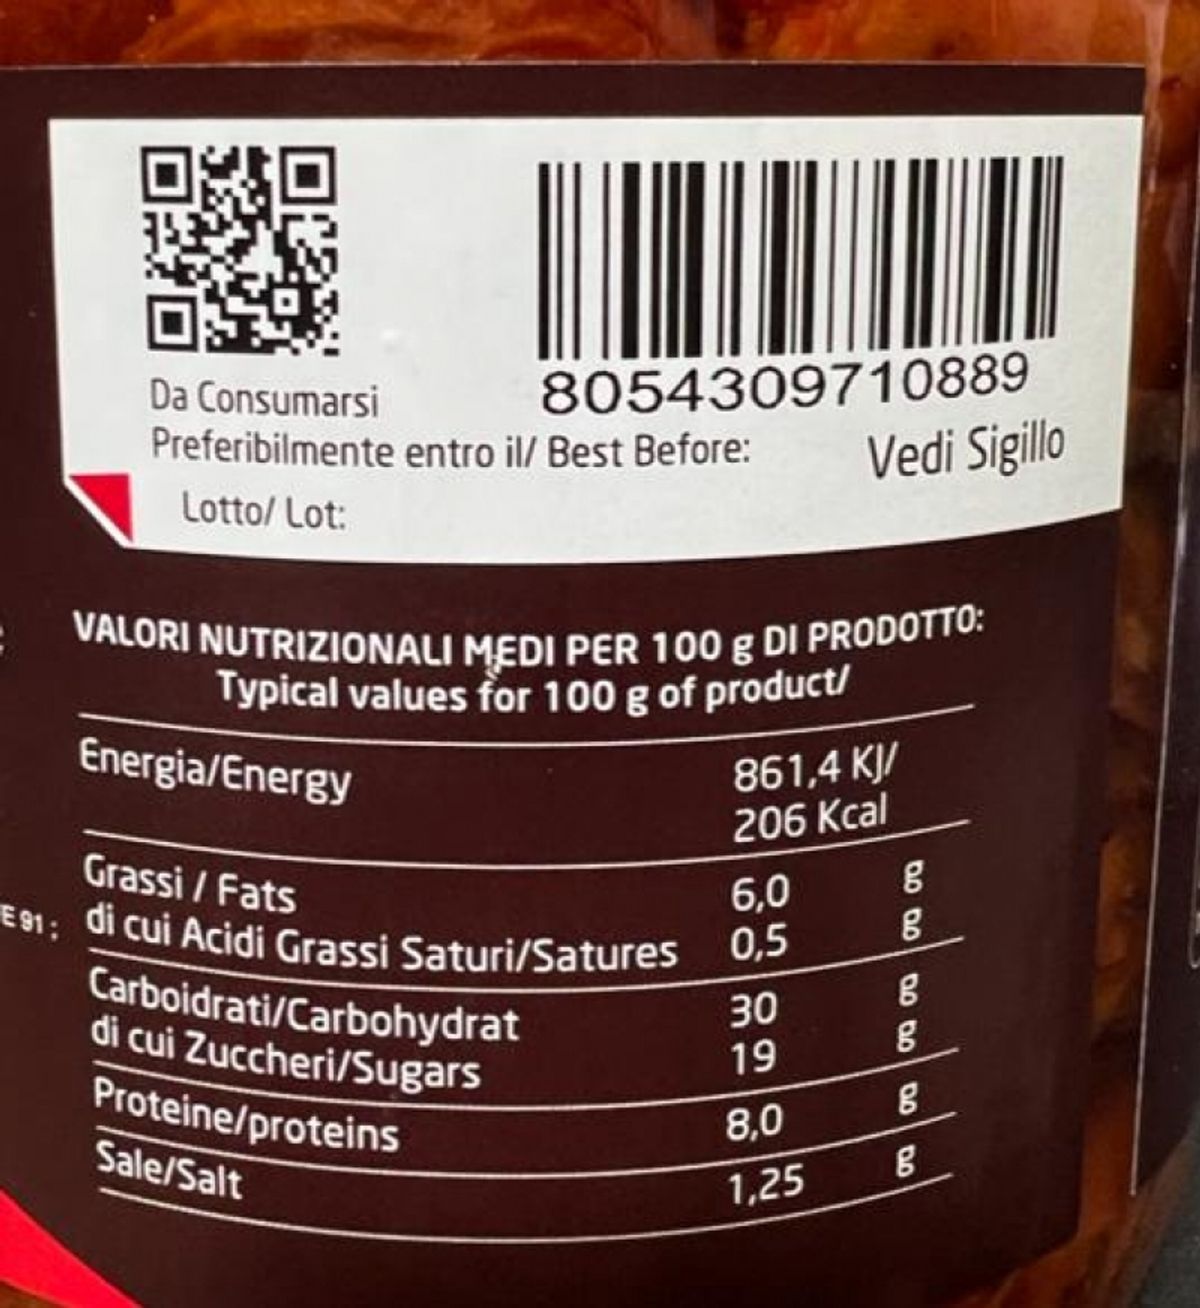 8054309710889
Da Consumarsi
Preferibilmente entro il/ Best Before: Vedi Sigillo
Lotto/ Lot:
VALORI NUTRIZIONALI MEDI PER 100 g DI PRODOTTO:
Typical values for 100 g of product/
Energia/Energy 861,4 KJ/
206 Kcal
Grassi / Fats 6,0 g
di cui Acidi Grassi Saturi/Satures 0,5 g
E 91 :
Carboidrati/Carbohydrat 30 g
di cui Zuccheri/Sugars 19 g
Proteine/proteins 8,0 g
Sale/Salt 1,25 g